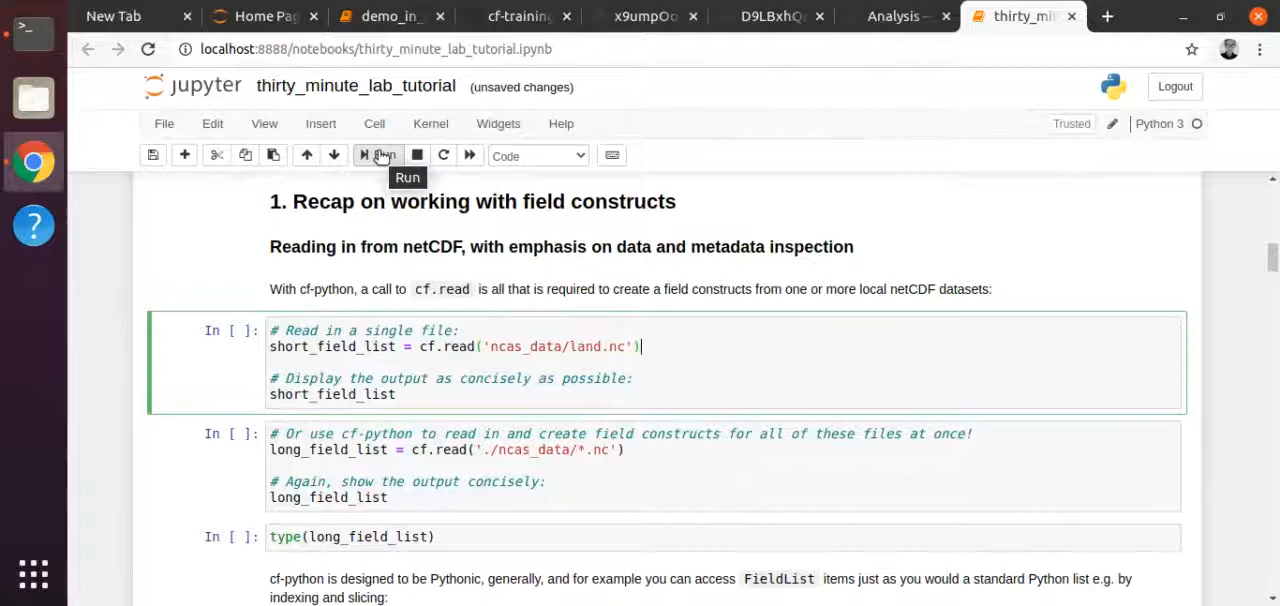 New Tab
Home Pag
demo_in_
cf-training
x9umpOo
D9LBxhQ
Analysis –
thirty_min
localhost:8888/notebooks/thirty_minute_lab_tutorial.ipynb
jupyter thirty_minute_lab_tutorial (unsaved changes)
Logout
File Edit View Insert Cell Kernel Widgets Help
Trusted
Python 3
Code
Run
1. Recap on working with field constructs
Reading in from netCDF, with emphasis on data and metadata inspection
With cf-python, a call to cf.read is all that is required to create a field constructs from one or more local netCDF datasets:
In [ ]: # Read in a single file:
short_field_list = cf.read('ncas_data/land.nc')
# Display the output as concisely as possible:
short_field_list
In [ ]: # Or use cf-python to read in and create field constructs for all of these files at once!
long_field_list = cf.read('./ncas_data/*.nc')
# Again, show the output concisely:
long_field_list
In [ ]: type(long_field_list)
cf-python is designed to be Pythonic, generally, and for example you can access FieldList items just as you would a standard Python list e.g. by
indexing and slicing: